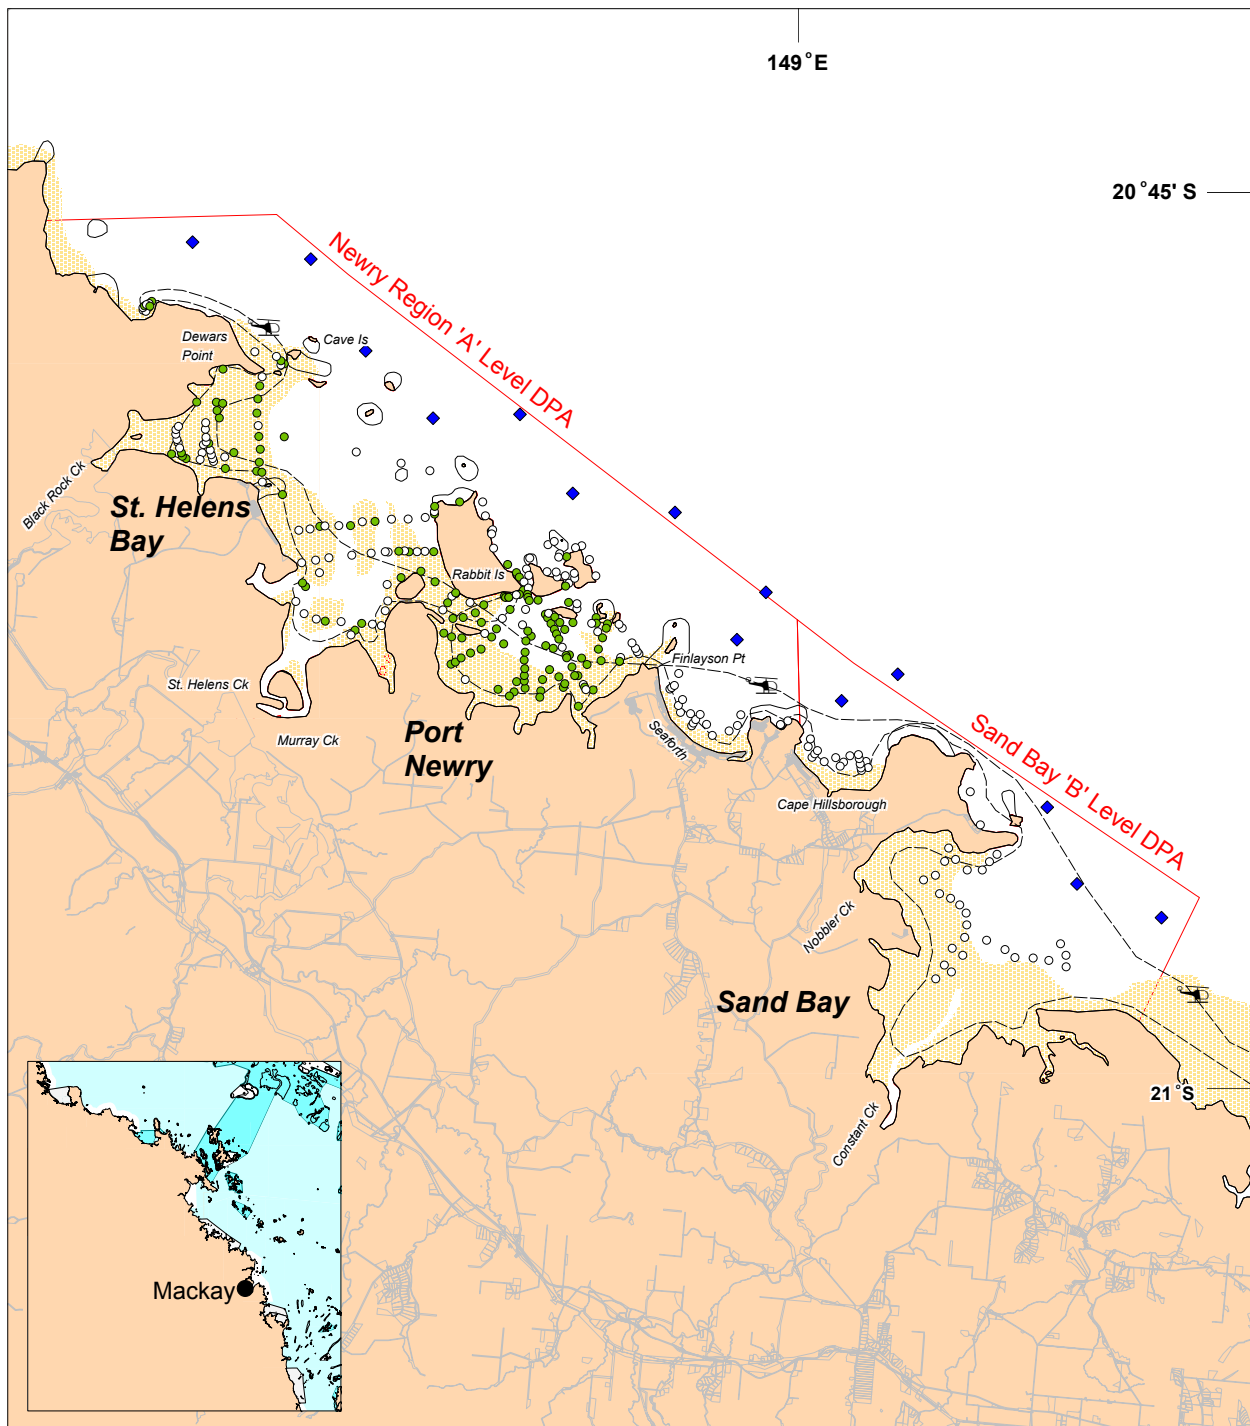 149°E
20°45' S
Newry Region 'A' Level DPA
Dewars
Point
Cave Is
Black Rock Ck
St. Helens
Bay
Rabbit Is
Finlayson Pt
St. Helens Ck
Murray Ck
Port
Newry
Seaforth
Sand Bay 'B' Level DPA
Cape Hillsborough
Nobbler Ck
Sand Bay
21°S
Constant Ck
Mackay